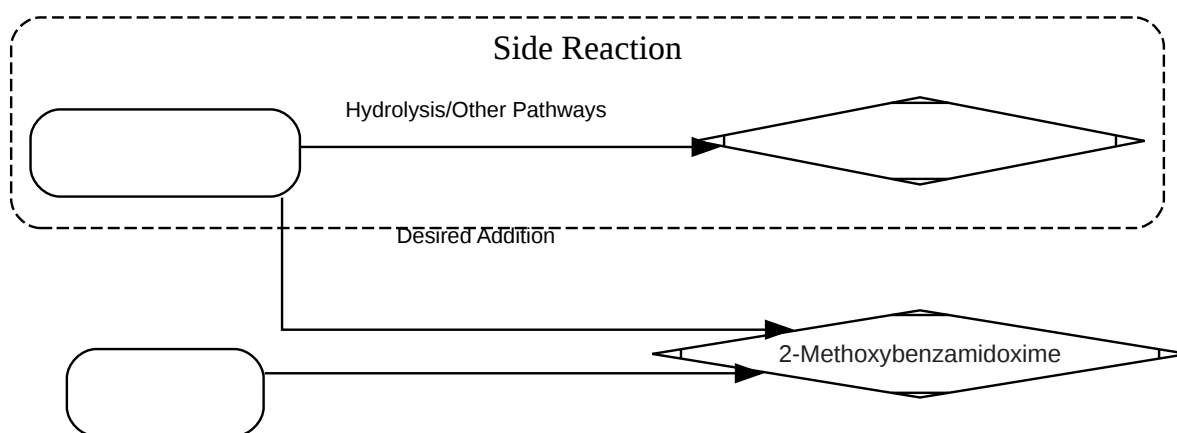 Side Reaction
Hydrolysis/Other Pathways
Desired Addition
2-Methoxybenzamidoxime